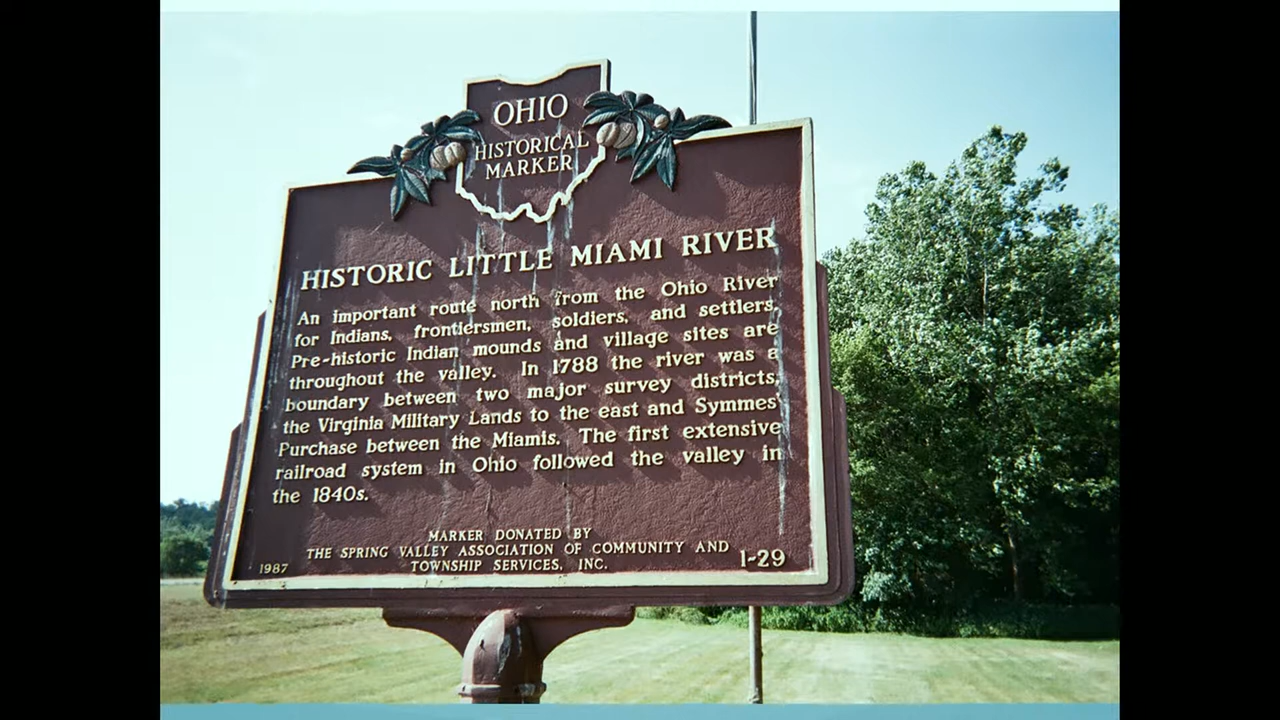 OHIO
HISTORICAL
MARKER
HISTORIC LITTLE MIAMI RIVER
An important route north from the Ohio River
for Indians, frontiersmen, soldiers, and settlers.
Pre-historic Indian mounds and village sites are
throughout the valley. In 1788 the river was a
boundary between two major survey districts,
the Virginia Military Lands to the east and Symmes'
Purchase between the Miamis. The first extensive
railroad system in Ohio followed the valley in
the 1840s.
MARKER DONATED BY
THE SPRING VALLEY ASSOCIATION OF COMMUNITY AND
TOWNSHIP SERVICES, INC.
1987
1-29